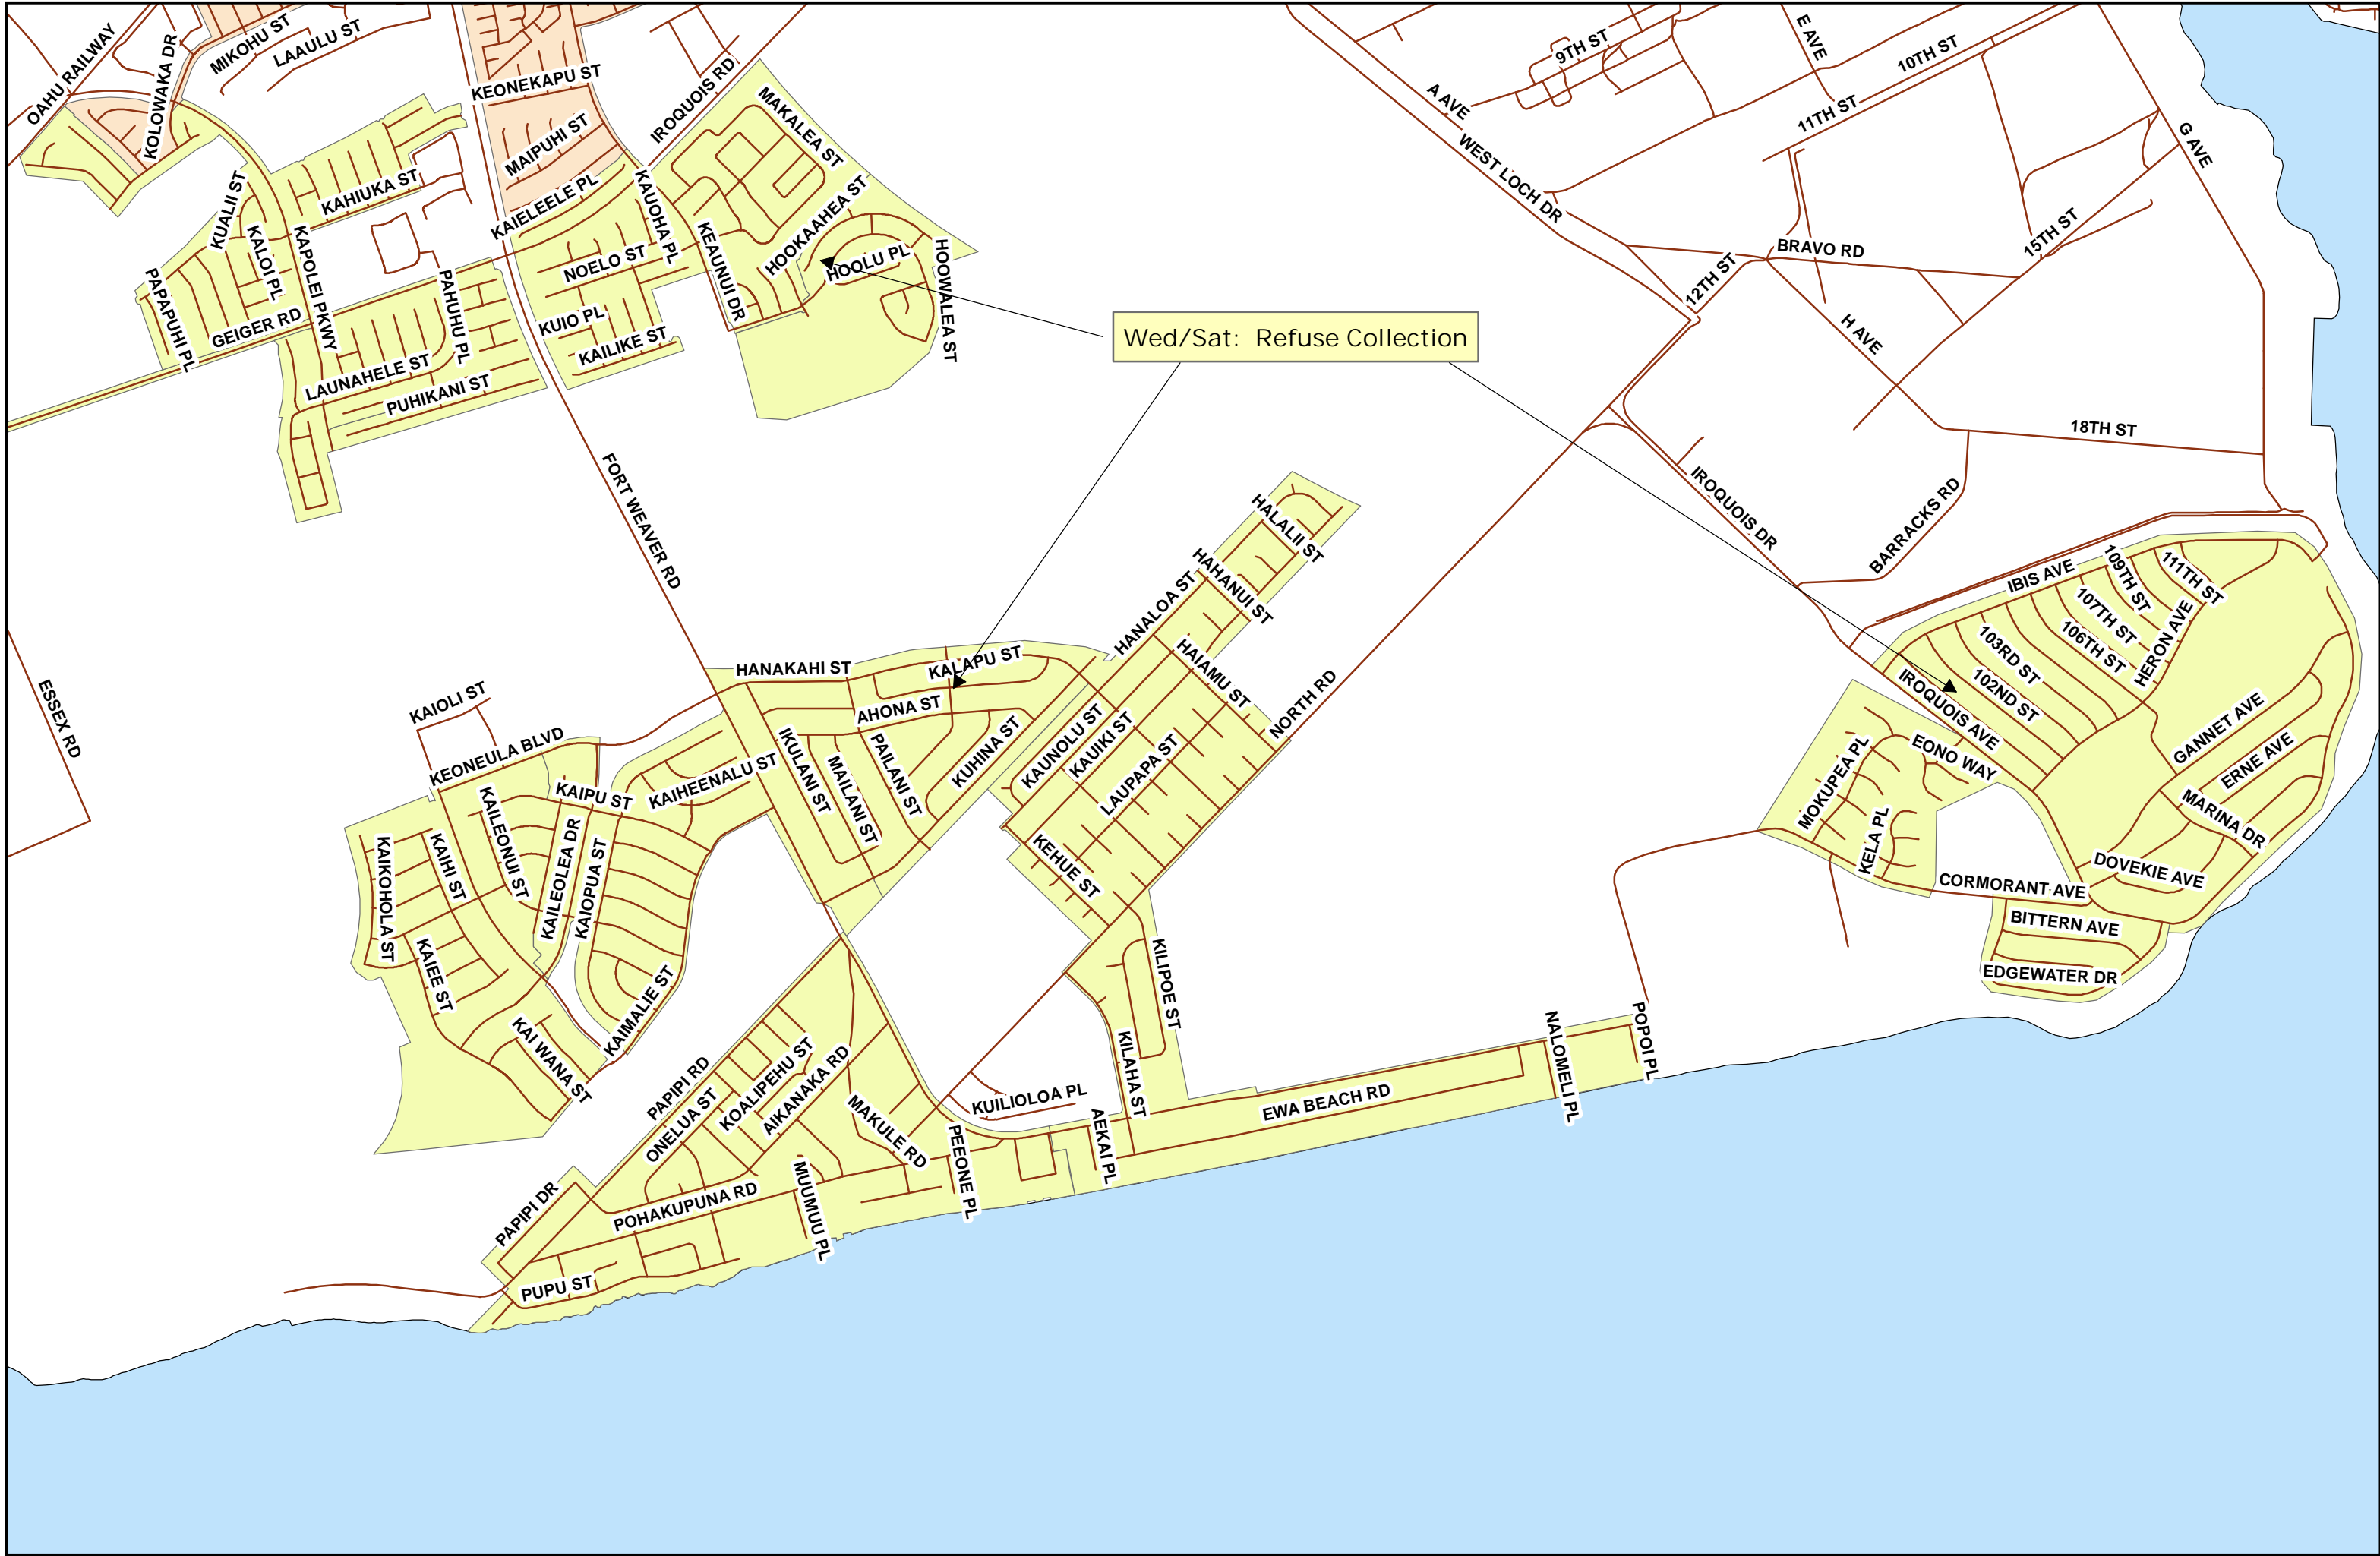 OAHU RAILWAY
KOLOWAKA DR
MIKOHU ST
LAAULU ST
KEONEKAPU ST
IROQUOIS RD
MAKALEA ST
MAIPUHI ST
KAIELEELE PL
KAUOHA PL
KEAUNUI DR
HOOKAAHEA ST
HOOLU PL
HOOWALEA ST
NOELO ST
KUIO PL
KAILIKE ST
KUALII ST
KAHIUKA ST
KALOI PL
KAPOLEI PKWY
PAPAPUHI PL
GEIGER RD
PAHUHU PL
LAUNAHELE ST
PUHIKANI ST
9TH ST
E AVE
10TH ST
11TH ST
A AVE
WEST LOCH DR
G AVE
15TH ST
BRAVO RD
12TH ST
H AVE
18TH ST
Wed/Sat: Refuse Collection
FORT WEAVER RD
IROQUOIS DR
BARRACKS RD
HALALII ST
HAHANUI ST
HANALOA ST
HAIAMU ST
NORTH RD
IBIS AVE
109TH ST
111TH ST
107TH ST
106TH ST
HERON AVE
103RD ST
102ND ST
IROQUOIS AVE
GANNET AVE
ERNE AVE
MARINA DR
EONO WAY
MOKUPEA PL
KELA PL
DOVEKIE AVE
CORMORANT AVE
BITTERN AVE
EDGEWATER DR
ESSEX RD
KAIOLI ST
KEONEULA BLVD
HANAKAHI ST
KALAPU ST
AHONA ST
IKULANI ST
MAILANI ST
PAILANI ST
KUHINA ST
KAUNOLU ST
KAUIKI ST
LAUPAPA ST
KEHUE ST
KAIHEENALU ST
KAIPU ST
KAILEONUI ST
KAILEOLEA DR
KAIOPUA ST
KAIHI ST
KAIKOHOLA ST
KAIEE ST
KAI WANA ST
KAIMALIE ST
KILIPOE ST
KILAHA ST
PAPIPI RD
ONELUA ST
KOALIPEHU ST
AIKANAKA RD
MAKULE RD
KUILIOLOA PL
PEEONE PL
AEKAI PL
EWA BEACH RD
NALOMELI PL
POPOI PL
PAPIPI DR
POHAKUPUNA RD
MUUMUU PL
PUPU ST